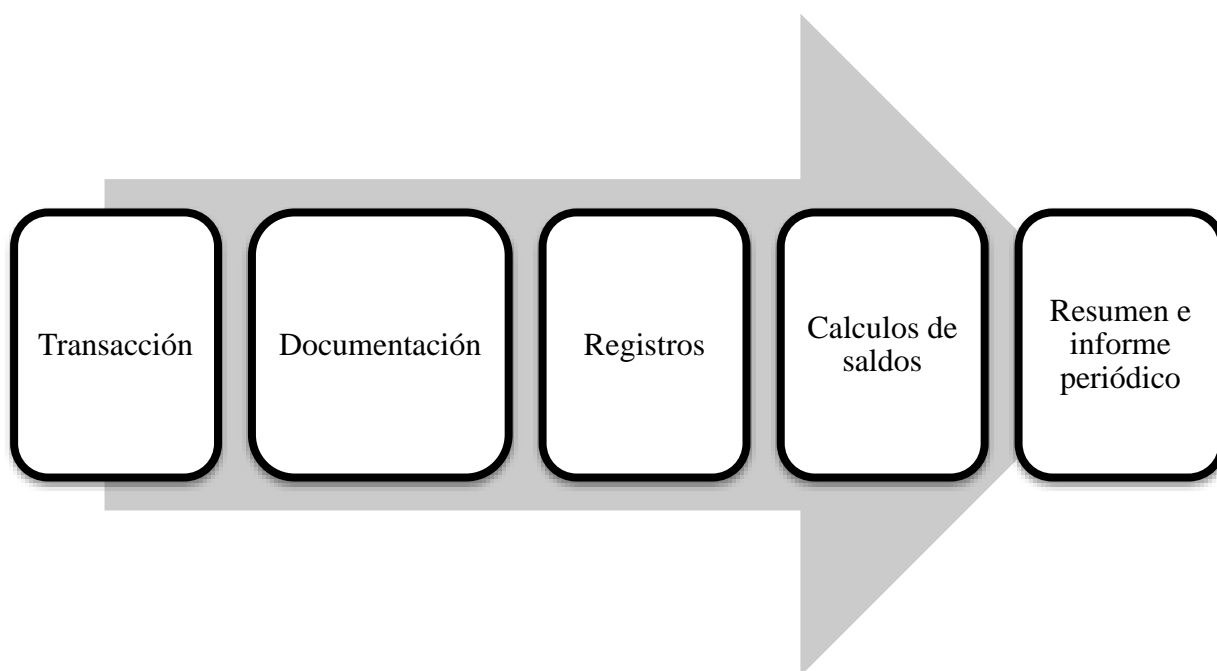 Transacción
Documentación
Registros
Calculos de
saldos
Resumen e
informe
periódico